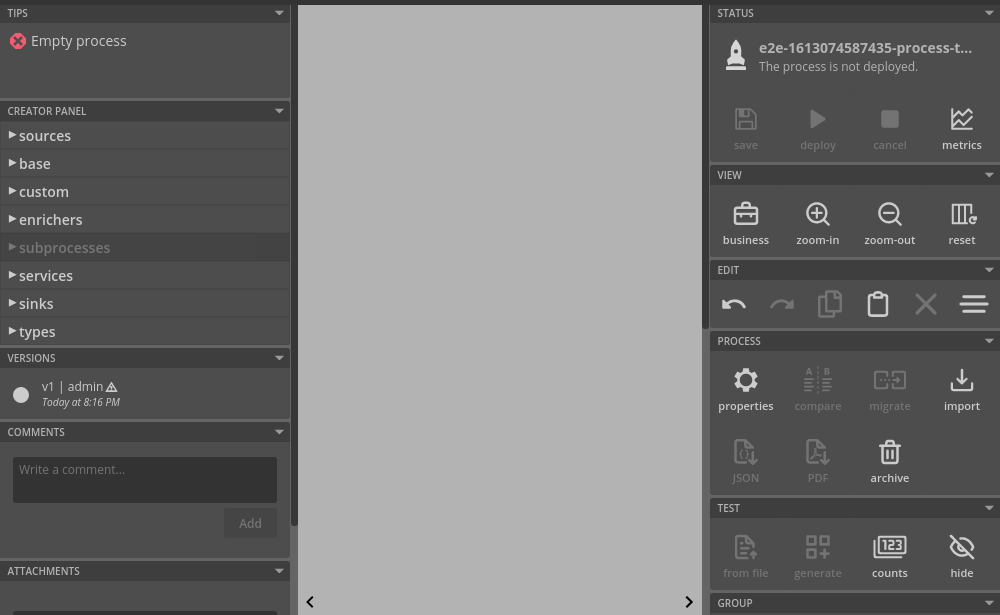 TIPS
Empty process
CREATOR PANEL
sources
base
custom
enrichers
subprocesses
services
sinks
types
VERSIONS
v1 | admin
Today at 8:16 PM
COMMENTS
Write a comment...
Add
ATTACHMENTS
STATUS
e2e-1613074587435-process-t...
The process is not deployed.
save deploy cancel metrics
VIEW
business zoom-in zoom-out reset
EDIT
PROCESS
A B
properties compare migrate import
JSON PDF archive
TEST
123
from file generate counts hide
GROUP